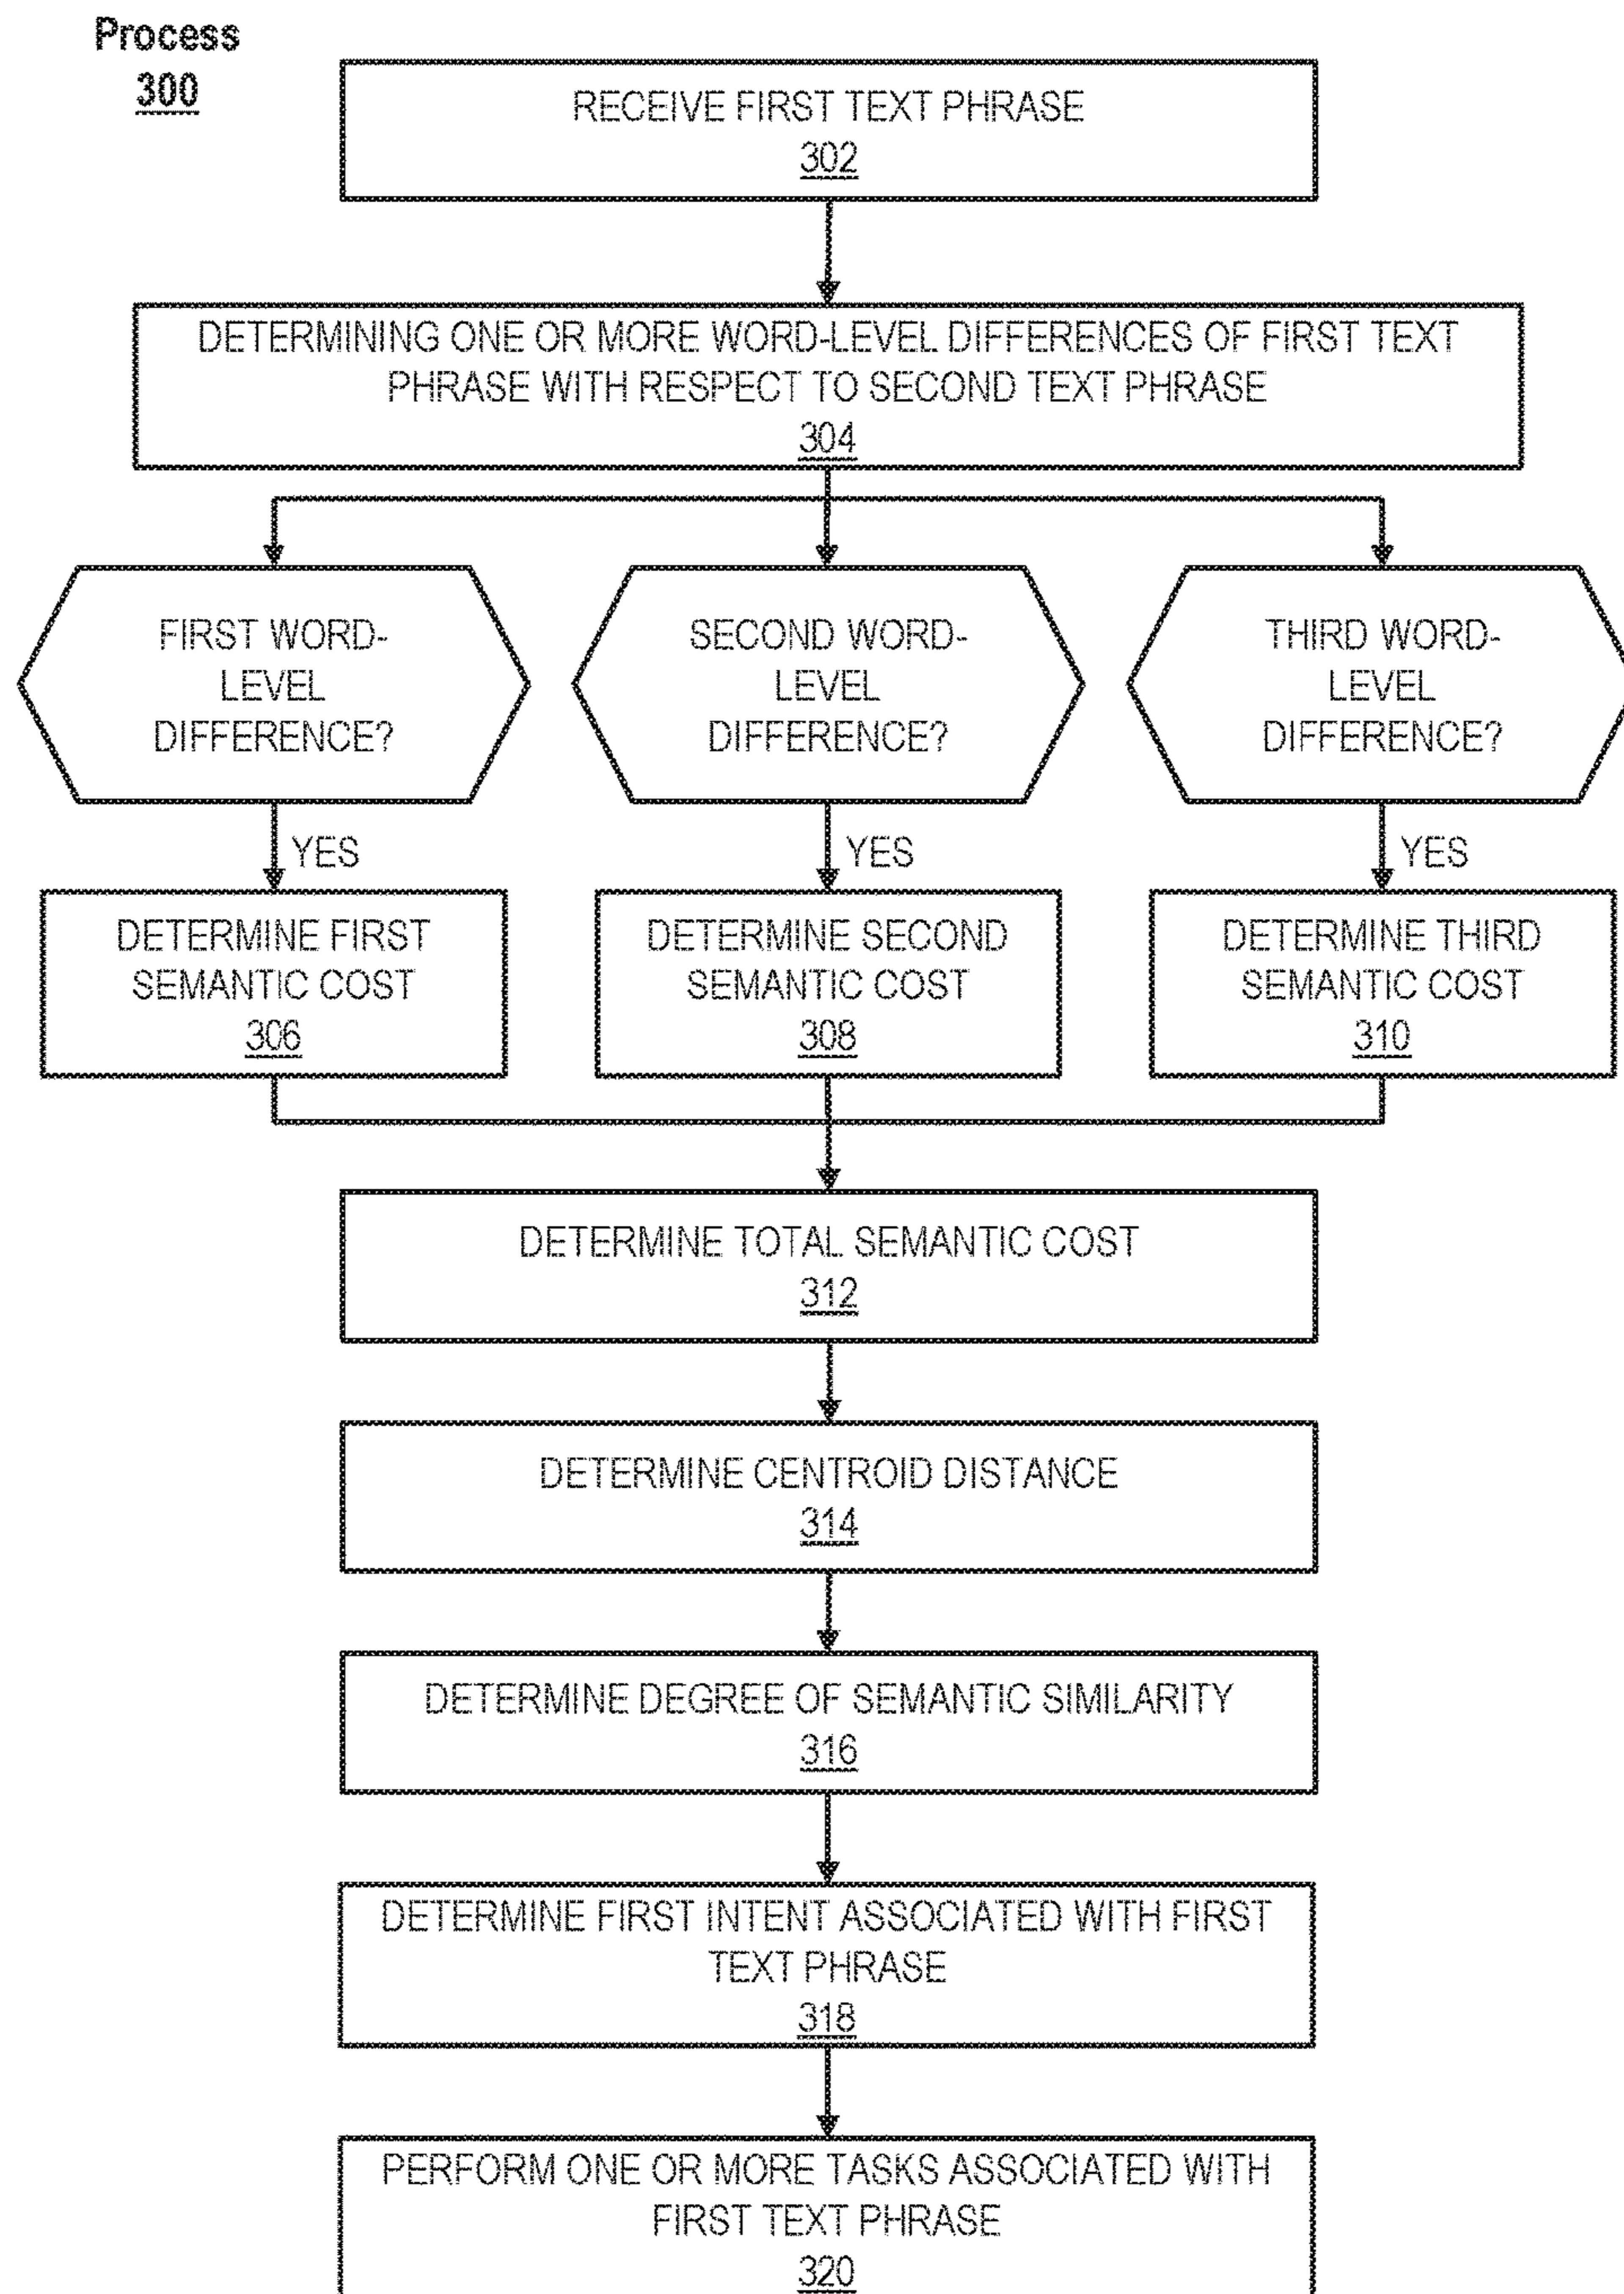 Process
300
RECEIVE FIRST TEXT PHRASE
302
DETERMINING ONE OR MORE WORD-LEVEL DIFFERENCES OF FIRST TEXT
PHRASE WITH RESPECT TO SECOND TEXT PHRASE
304
FIRST WORD-
LEVEL
DIFFERENCE?
SECOND WORD-
LEVEL
DIFFERENCE?
THIRD WORD-
LEVEL
DIFFERENCE?
YES
YES
YES
DETERMINE FIRST
SEMANTIC COST
306
DETERMINE SECOND
SEMANTIC COST
308
DETERMINE THIRD
SEMANTIC COST
310
DETERMINE TOTAL SEMANTIC COST
312
DETERMINE CENTROID DISTANCE
314
DETERMINE DEGREE OF SEMANTIC SIMILARITY
316
DETERMINE FIRST INTENT ASSOCIATED WITH FIRST
TEXT PHRASE
318
PERFORM ONE OR MORE TASKS ASSOCIATED WITH
FIRST TEXT PHRASE
320